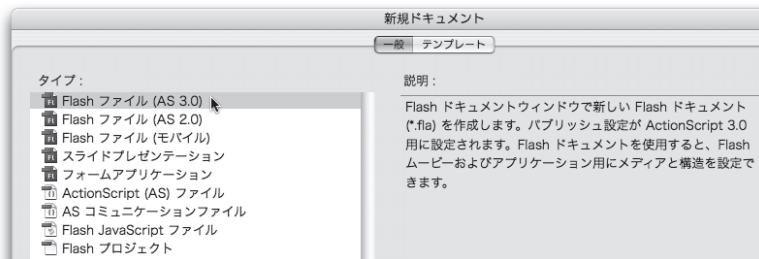 新規ドキュメント
一般 テンプレート
タイプ :
Flash ファイル (AS 3.0)
Flash ファイル (AS 2.0)
Flash ファイル (モバイル)
スライドプレゼンテーション
フォームアプリケーション
ActionScript (AS) ファイル
AS コミュニケーションファイル
Flash JavaScript ファイル
Flash プロジェクト
説明 :
Flash ドキュメントウィンドウで新しい Flash ドキュメント
(*.fla) を作成します。パブリッシュ設定が ActionScript 3.0
用に設定されます。Flash ドキュメントを使用すると、Flash
ムービーおよびアプリケーション用にメディアと構造を設定で
きます。